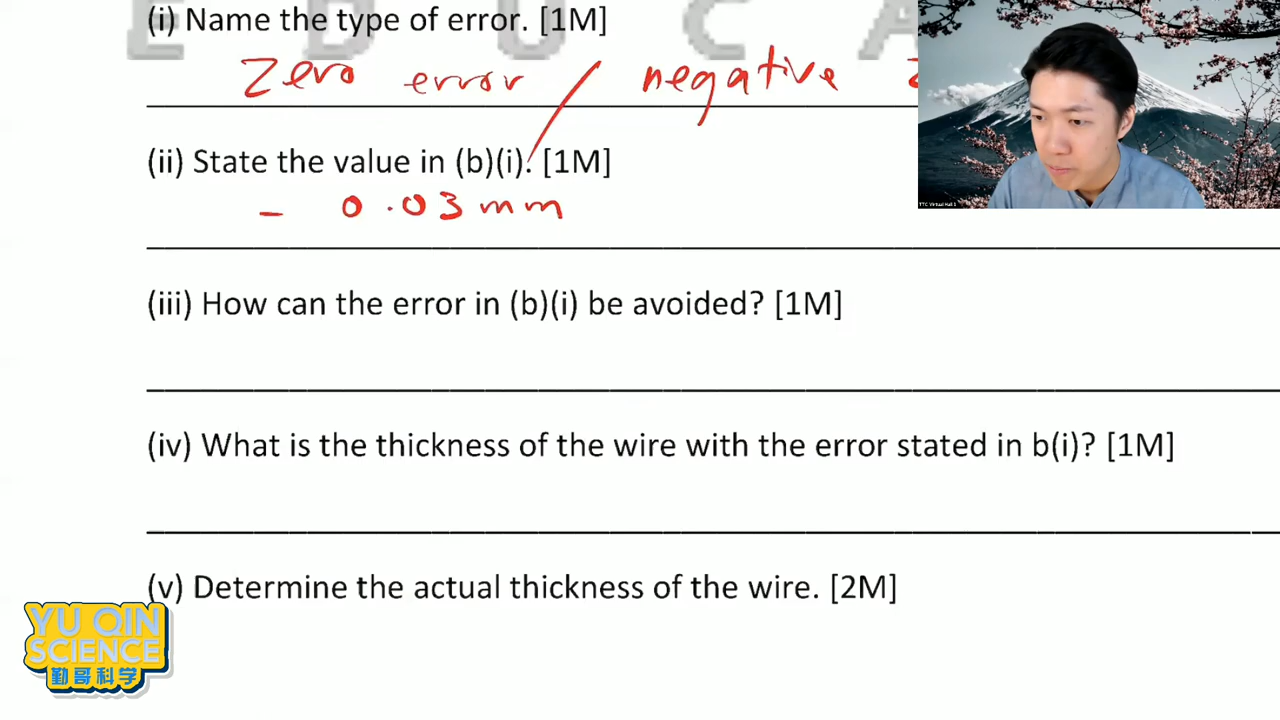 E D U C A
(i) Name the type of error. [1M]
Zero error / negative
(ii) State the value in (b)(i). [1M]
- 0.03 mm
(iii) How can the error in (b)(i) be avoided? [1M]
(iv) What is the thickness of the wire with the error stated in b(i)? [1M]
(v) Determine the actual thickness of the wire. [2M]
YU QIN
SCIENCE
勤哥科学